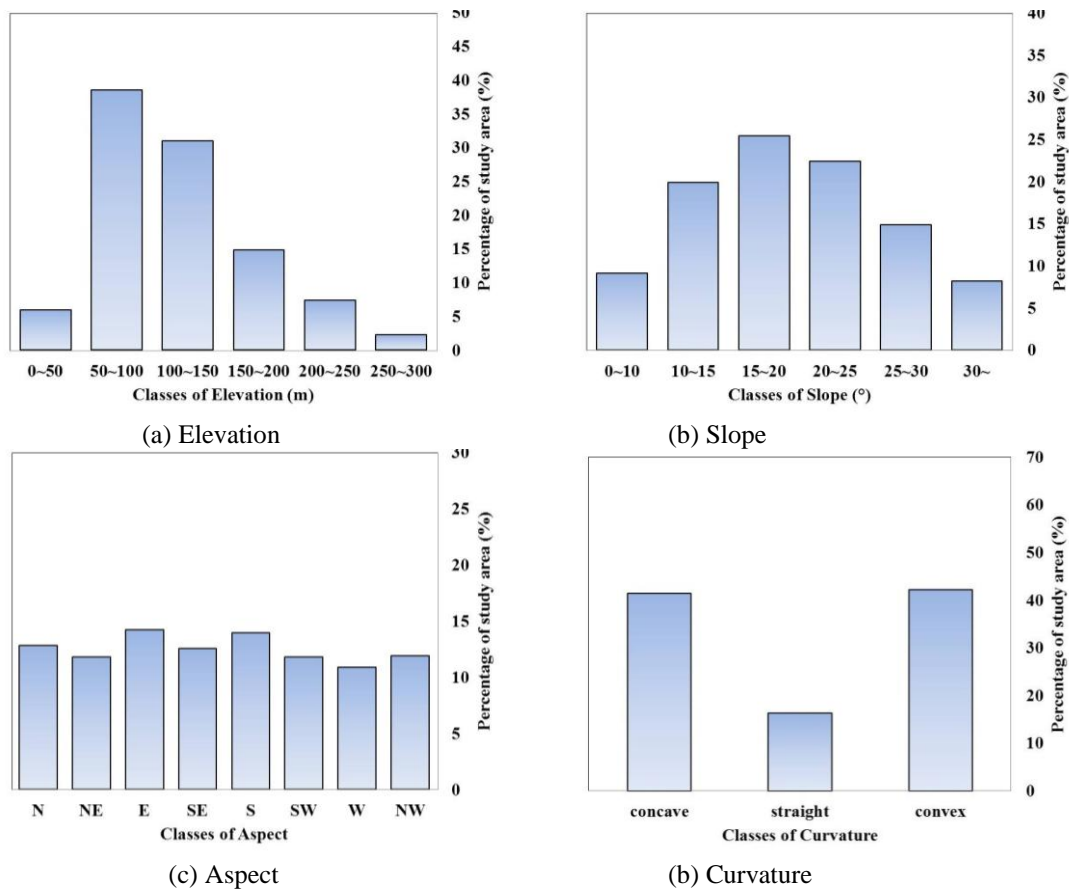 50
45
40
35
30
25
20
15
10
5
0
Percentage of study area (%)
0~50 50~100 100~150 150~200 200~250 250~300
Classes of Elevation (m)
(a) Elevation
40
35
30
25
20
15
10
5
0
Percentage of study area (%)
0~10 10~15 15~20 20~25 25~30 30~
Classes of Slope (°)
(b) Slope
30
25
20
15
10
5
0
Percentage of study area (%)
N NE E SE S SW W NW
Classes of Aspect
(c) Aspect
70
60
50
40
30
20
10
0
Percentage of study area (%)
concave straight convex
Classes of Curvature
(b) Curvature